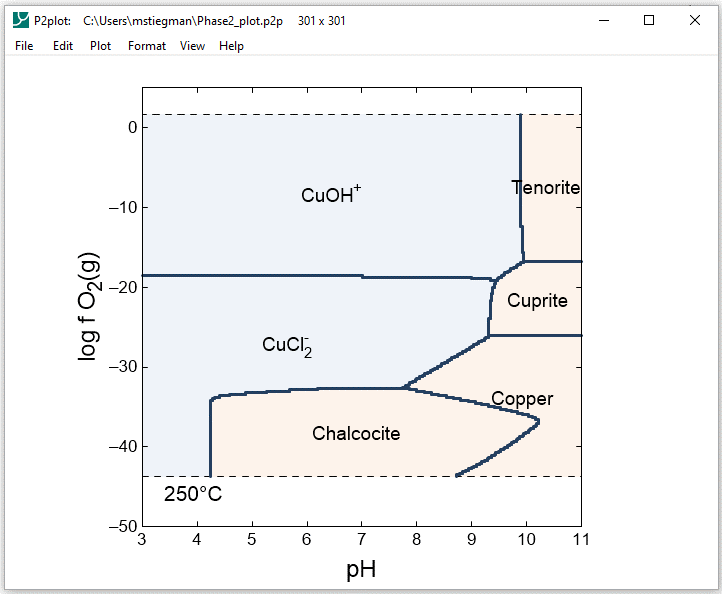 P2plot: C:\Users\mstiegman\Phase2_plot.p2p 301 x 301
File Edit Plot Format View Help
0
–10
–20
–30
–40
–50
log f O₂(g)
CuOH⁺
Tenorite
Cuprite
CuCl₂⁻
Copper
Chalcocite
250°C
3 4 5 6 7 8 9 10 11
pH